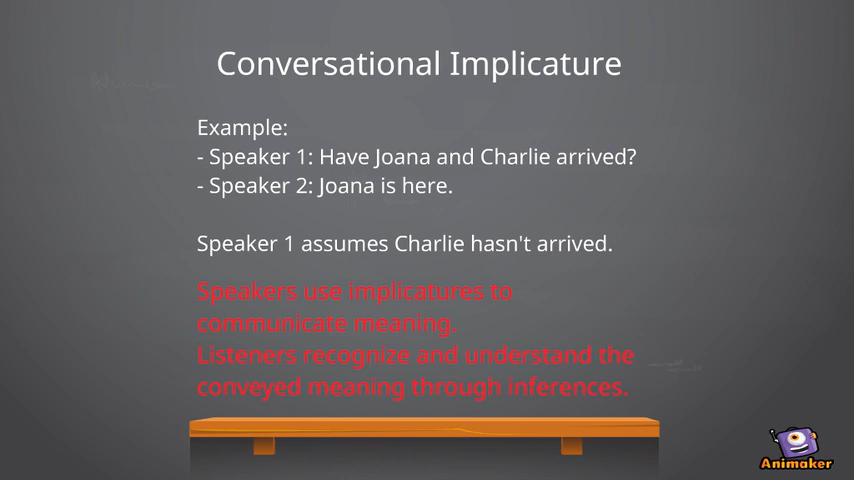 Conversational Implicature
Example:
- Speaker 1: Have Joana and Charlie arrived?
- Speaker 2: Joana is here.
Speaker 1 assumes Charlie hasn't arrived.
Speakers use implicatures to
communicate meaning.
Listeners recognize and understand the
conveyed meaning through inferences.
Animaker